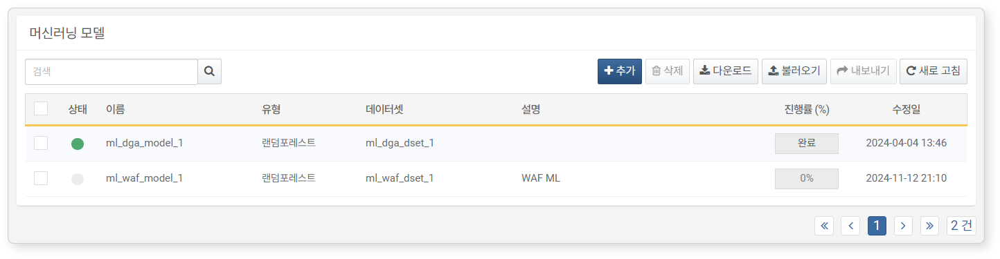 머신러닝 모델
검색
추가 삭제 다운로드 불러오기 내보내기 새로 고침
상태 이름 유형 데이터셋 설명 진행률 (%) 수정일
ml_dga_model_1 랜덤포레스트 ml_dga_dset_1 완료 2024-04-04 13:46
ml_waf_model_1 랜덤포레스트 ml_waf_dset_1 WAF ML 0% 2024-11-12 21:10
1 2 건